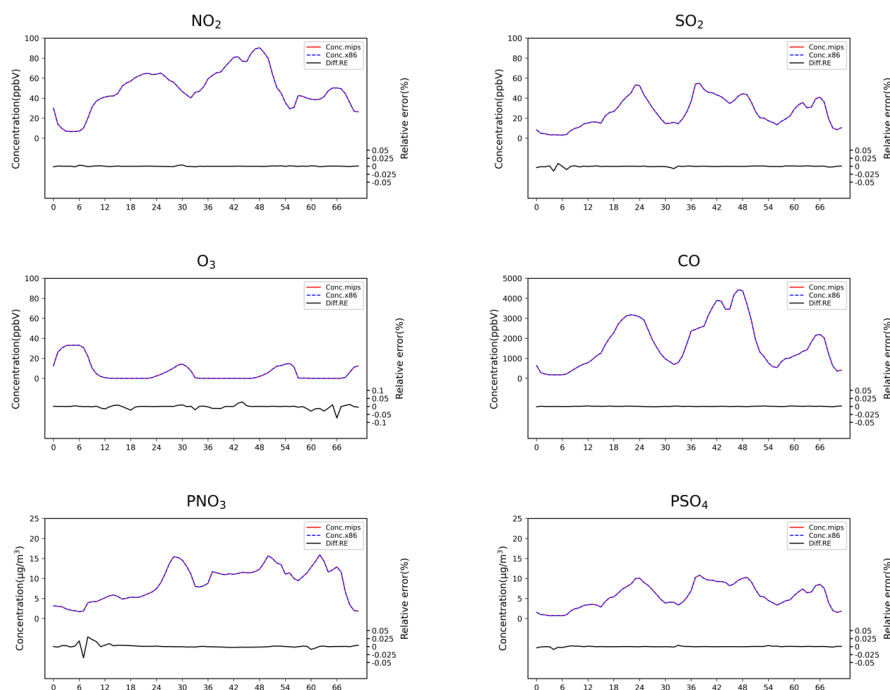 NO₂
Concentration(ppbV)
100
80
60
40
20
0
Conc.mips
Conc.x86
Diff.RE
0.05
0.025
0
-0.025
-0.05
Relative error(%)
0 6 12 18 24 30 36 42 48 54 60 66
SO₂
Concentration(ppbV)
100
80
60
40
20
0
Conc.mips
Conc.x86
Diff.RE
0.05
0.025
0
-0.025
-0.05
Relative error(%)
0 6 12 18 24 30 36 42 48 54 60 66
O₃
Concentration(ppbV)
100
80
60
40
20
0
Conc.mips
Conc.x86
Diff.RE
0.1
0.05
0
-0.05
-0.1
Relative error(%)
0 6 12 18 24 30 36 42 48 54 60 66
CO
Concentration(ppbV)
5000
4000
3000
2000
1000
0
Conc.mips
Conc.x86
Diff.RE
0.05
0.025
0
-0.025
-0.05
Relative error(%)
0 6 12 18 24 30 36 42 48 54 60 66
PNO₃
Concentration(μg/m³)
25
20
15
10
5
0
Conc.mips
Conc.x86
Diff.RE
0.05
0.025
0
-0.025
-0.05
Relative error(%)
0 6 12 18 24 30 36 42 48 54 60 66
PSO₄
Concentration(μg/m³)
25
20
15
10
5
0
Conc.mips
Conc.x86
Diff.RE
0.05
0.025
0
-0.025
-0.05
Relative error(%)
0 6 12 18 24 30 36 42 48 54 60 66